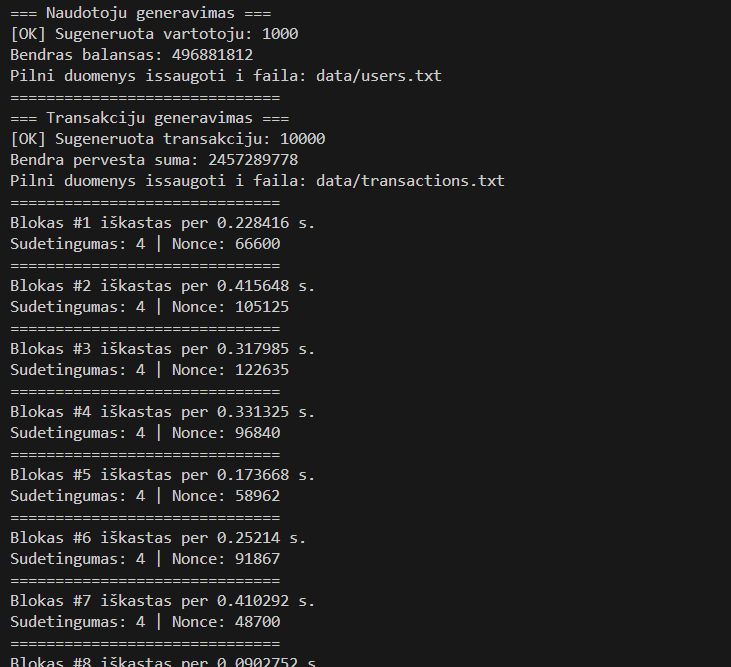 === Naudotoju generavimas ===
[OK] Sugeneruota vartotoju: 1000
Bendras balansas: 496881812
Pilni duomenys issaugoti i faila: data/users.txt
==============================
=== Transakciju generavimas ===
[OK] Sugeneruota transakciju: 10000
Bendra pervesta suma: 2457289778
Pilni duomenys issaugoti i faila: data/transactions.txt
==============================
Blokas #1 iškastas per 0.228416 s.
Sudetingumas: 4 | Nonce: 66600
==============================
Blokas #2 iškastas per 0.415648 s.
Sudetingumas: 4 | Nonce: 105125
==============================
Blokas #3 iškastas per 0.317985 s.
Sudetingumas: 4 | Nonce: 122635
==============================
Blokas #4 iškastas per 0.331325 s.
Sudetingumas: 4 | Nonce: 96840
==============================
Blokas #5 iškastas per 0.173668 s.
Sudetingumas: 4 | Nonce: 58962
==============================
Blokas #6 iškastas per 0.25214 s.
Sudetingumas: 4 | Nonce: 91867
==============================
Blokas #7 iškastas per 0.410292 s.
Sudetingumas: 4 | Nonce: 48700
==============================
Blokas #8 iškastas per 0.0902752 s